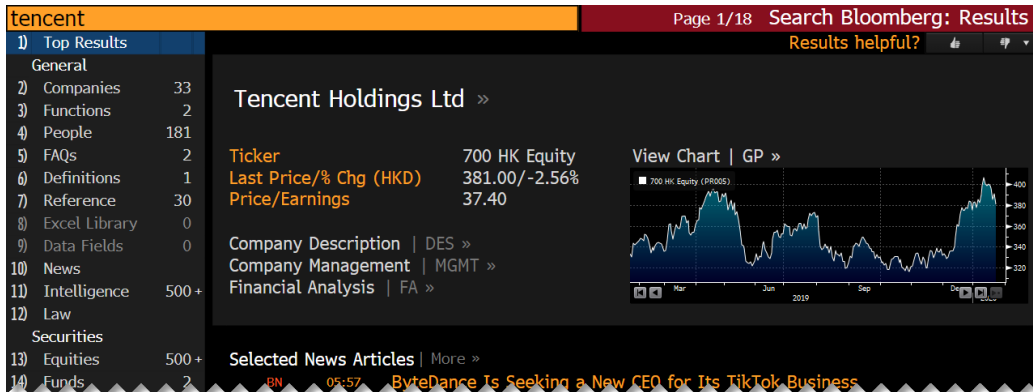 tencent Page 1/18 Search Bloomberg: Results
Results helpful?
1) Top Results
General
2) Companies 33
3) Functions 2
4) People 181
5) FAQs 2
6) Definitions 1
7) Reference 30
8) Excel Library 0
9) Data Fields 0
10) News
11) Intelligence 500+
12) Law
Securities
13) Equities 500+
14) Funds 2
Tencent Holdings Ltd »
Ticker 700 HK Equity
Last Price/% Chg (HKD) 381.00/-2.56%
Price/Earnings 37.40
Company Description | DES »
Company Management | MGMT »
Financial Analysis | FA »
View Chart | GP »
700 HK Equity (PR005)
400
380
360
340
320
Mar Jun Sep
2019
Selected News Articles | More »
BN 05:57 ByteDance Is Seeking a New CEO for Its TikTok Business